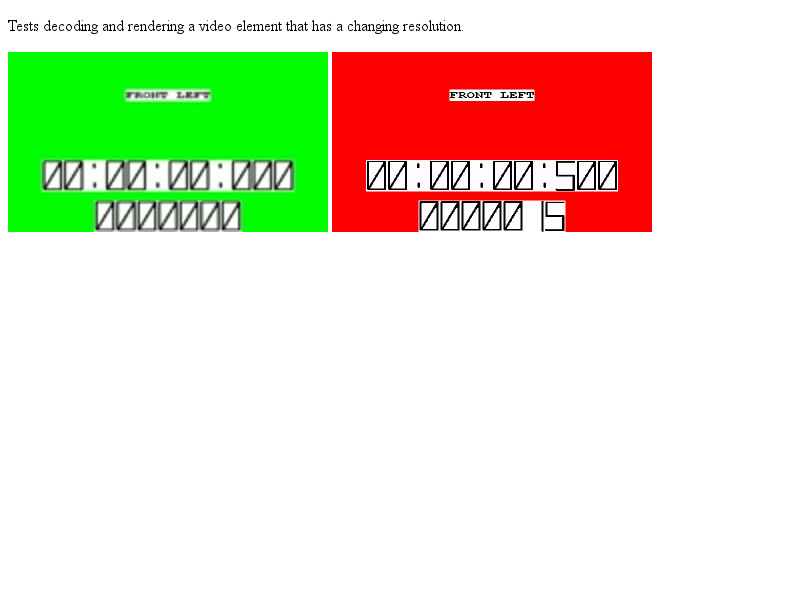 Tests decoding and rendering a video element that has a changing resolution.
FRONT LEFT
00:00:00:000
0000000
FRONT LEFT
00:00:00:500
0000015